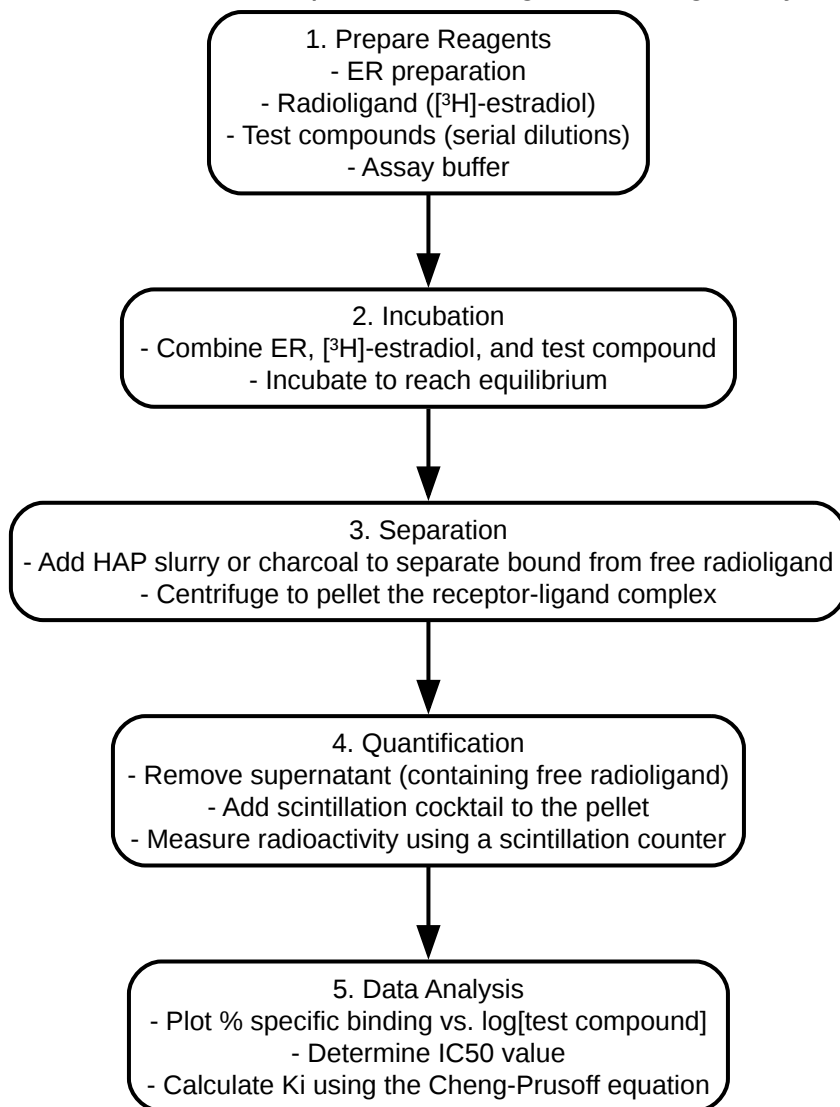 1. Prepare Reagents
- ER preparation
- Radioligand ([³H]-estradiol)
- Test compounds (serial dilutions)
- Assay buffer
2. Incubation
- Combine ER, [³H]-estradiol, and test compound
- Incubate to reach equilibrium
3. Separation
- Add HAP slurry or charcoal to separate bound from free radioligand
- Centrifuge to pellet the receptor-ligand complex
4. Quantification
- Remove supernatant (containing free radioligand)
- Add scintillation cocktail to the pellet
- Measure radioactivity using a scintillation counter
5. Data Analysis
- Plot % specific binding vs. log[test compound]
- Determine IC50 value
- Calculate Ki using the Cheng-Prusoff equation